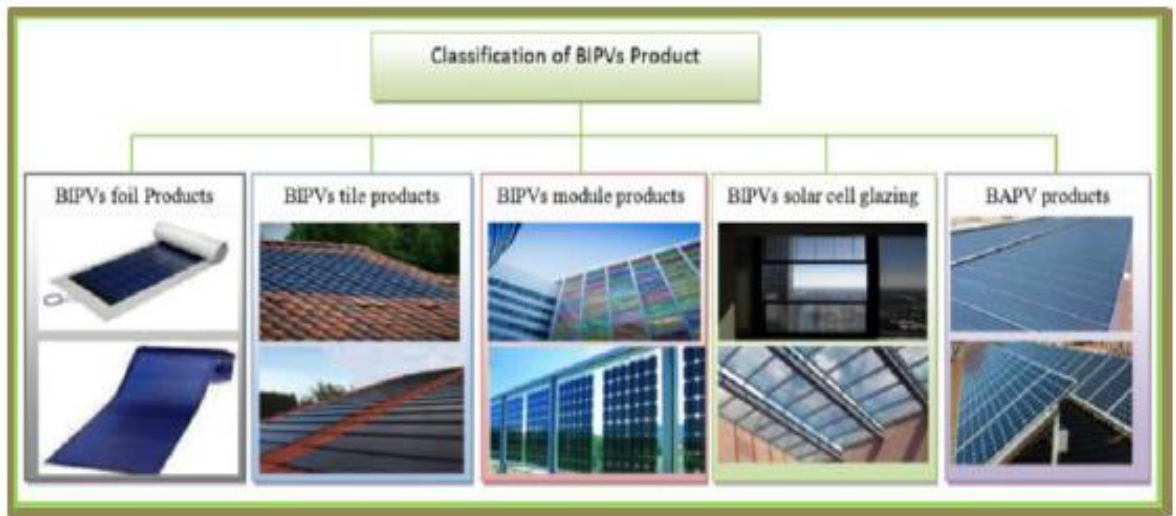 Classification of BIPVs Product
BIPVs foil Products
BIPVs tile products
BIPVs module products
BIPVs solar cell glazing
BAPV products